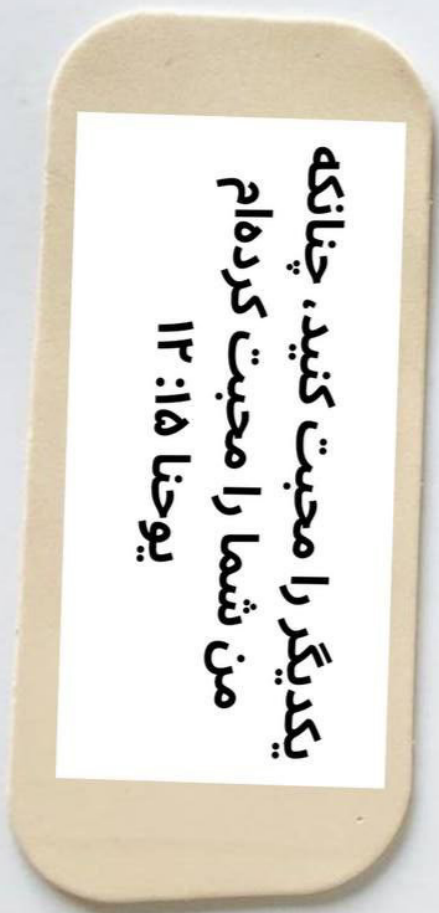 یکدیگر را محبت کنید، چنانکه
من شما را محبت کرده‌ام
یوحنا ۱۵: ۱۲